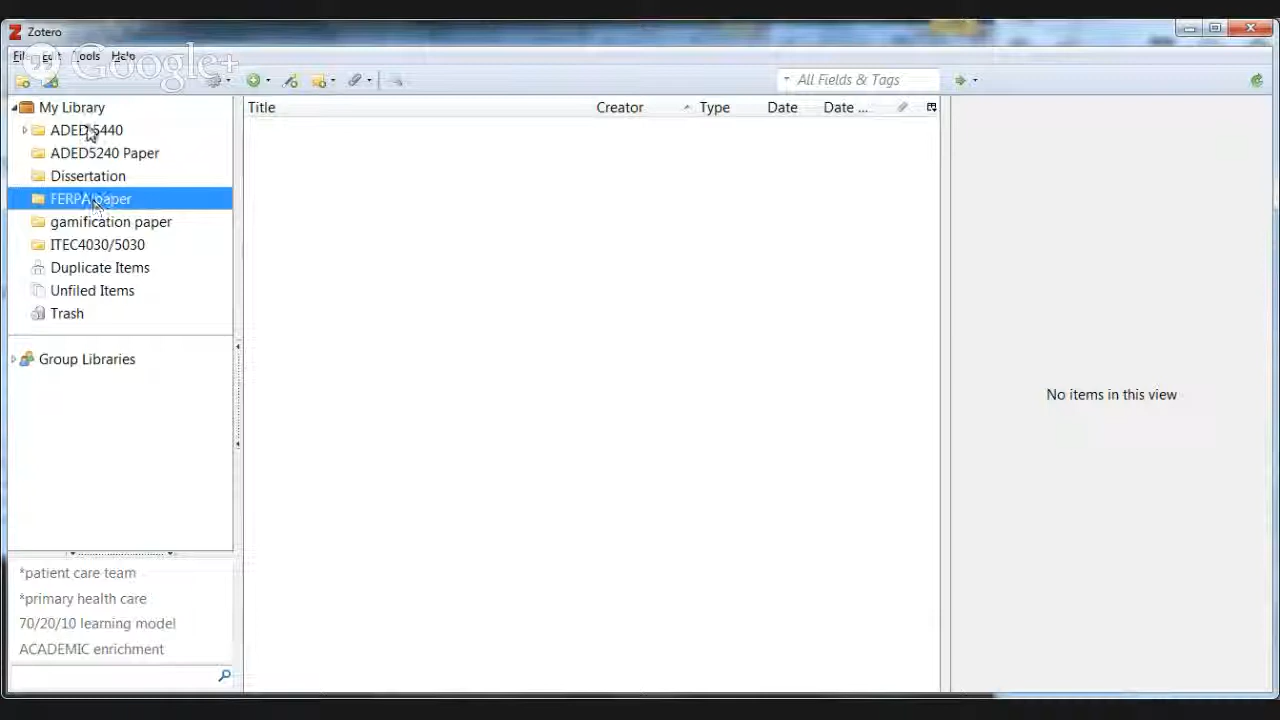 Zotero
File Edit Tools Help
Google+
All Fields & Tags
My Library
Title Creator Type Date Date ...
ADED 5440
ADED5240 Paper
Dissertation
FERPA paper
gamification paper
ITEC4030/5030
Duplicate Items
Unfiled Items
Trash
Group Libraries
No items in this view
*patient care team
*primary health care
70/20/10 learning model
ACADEMIC enrichment